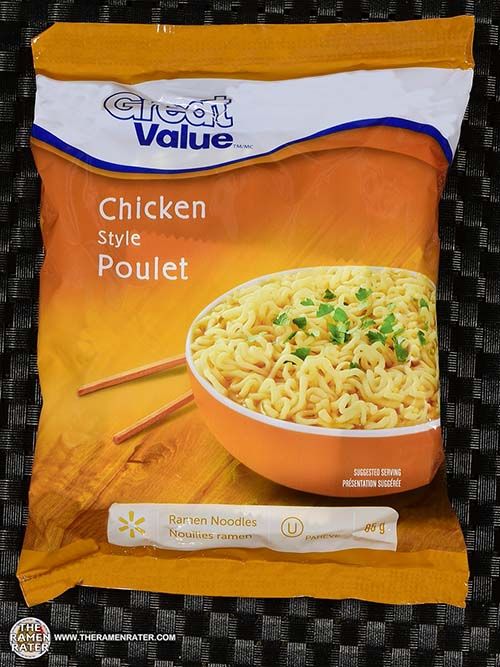 Great
Value TM/MC
Chicken
Style
Poulet
SUGGESTED SERVING
PRÉSENTATION SUGGÉRÉE
Ramen Noodles
Nouilles ramen
U
PAREVE
85 g
THE
RAMEN
RATER
WWW.THERAMENRATER.COM